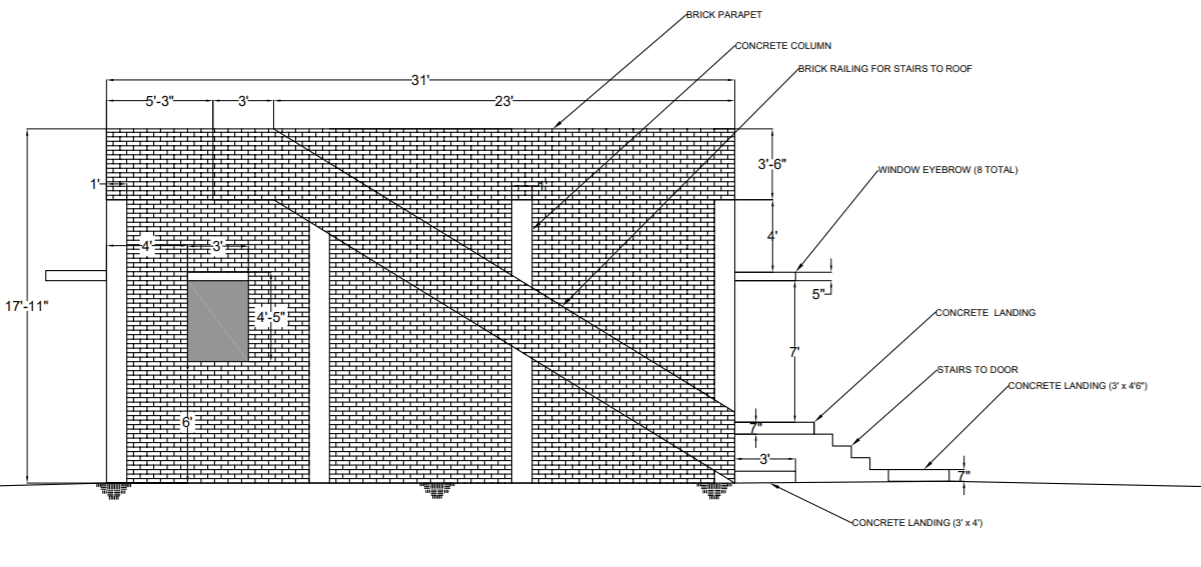 BRICK PARAPET
CONCRETE COLUMN
BRICK RAILING FOR STAIRS TO ROOF
31'
5'-3"
3'
23'
3'-6"
WINDOW EYEBROW (8 TOTAL)
1'
1'
4'
3'
4'
5"
17'-11"
4'-5"
CONCRETE LANDING
7'
STAIRS TO DOOR
CONCRETE LANDING (3' x 4'6")
6'
7"
3'
7"
CONCRETE LANDING (3' x 4')